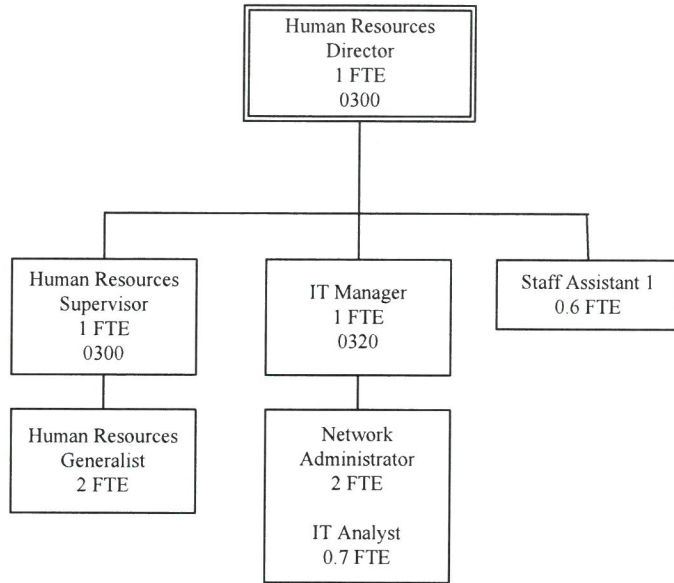 Human Resources
Director
1 FTE
0300
Human Resources
Supervisor
1 FTE
0300
IT Manager
1 FTE
0320
Staff Assistant 1
0.6 FTE
Human Resources
Generalist
2 FTE
Network
Administrator
2 FTE
IT Analyst
0.7 FTE